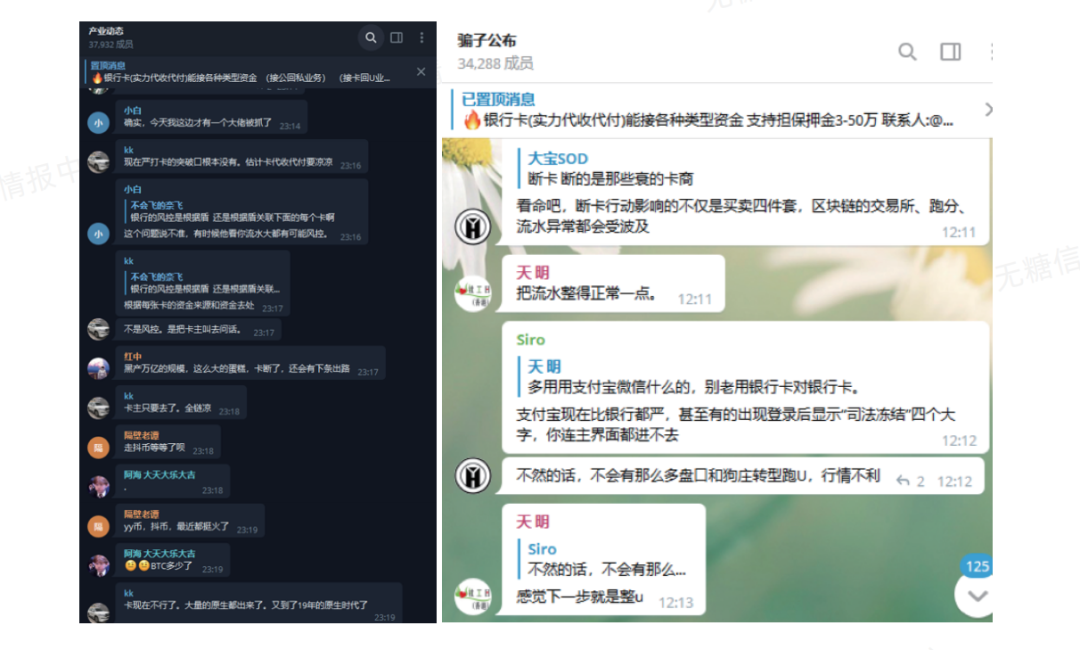 产业动态
37,932 成员
置顶消息
🔥银行卡(实力代收代付)能接各种类型资金 （接公回私业务）（接卡回U业...
小白
确实，今天我这边才有一个大佬被抓了 23:14
kk
现在严打卡的突破口根本没有。估计卡代收代付要凉凉 23:16
小白
不会飞的奈飞
银行的风控是根据盾 还是根据盾关联下面的每个卡啊
这个问题说不准，有时候他看你流水大都有可能风控。 23:16
kk
不会飞的奈飞
银行的风控是根据盾 还是根据盾关联...
根据每张卡的资金来源和资金去处 23:17
不是风控。是把卡主叫去问话。 23:17
红中
黑产万亿的规模，这么大的蛋糕，卡断了，还会有下条出路 23:17
kk
卡主只要去了。全链凉 23:18
隔壁老谭
走抖币等等了呗 23:18
阿海 大天大乐大古
. 23:18
隔壁老谭
yy币，抖币，最近都挺火了 23:19
阿海 大天大乐大古
BTC多少了 23:19
kk
卡现在不行了。大量的原生都出来了。又到了19年的原生时代了
23:19
小
小
隔
隔
骗子公布
34,288 成员
已置顶消息
🔥银行卡(实力代收代付)能接各种类型资金 支持担保押金3-50万 联系人:@...
大宝SOD
断卡 断的是那些衰的卡商
看命吧，断卡行动影响的不仅是买卖四件套，区块链的交易所、跑分、
流水异常都会受波及 12:11
天 明
把流水整得正常一点。 12:11
Siro
天 明
多用用支付宝微信什么的，别老用银行卡对银行卡。
支付宝现在比银行都严，甚至有的出现登录后显示“司法冻结”四个大
字，你连主界面都进不去 12:12
不然的话，不会有那么多盘口和狗庄转型跑U，行情不利 2 12:12
天 明
Siro
不然的话，不会有那么...
感觉下一步就是整u 12:13
125
情报中
无糖信